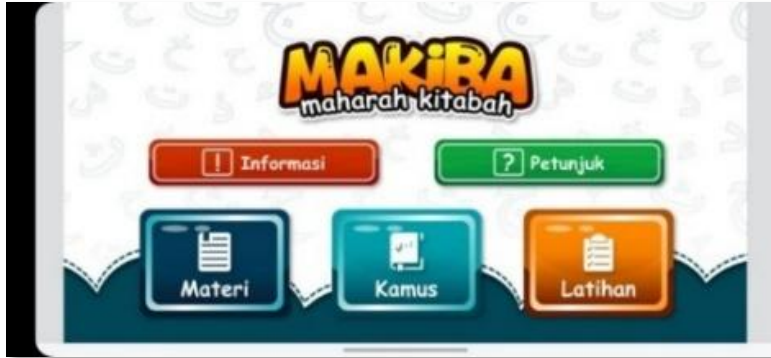 MAKIBA
maharah kitabah
! Informasi
? Petunjuk
Materi
Kamus
Latihan